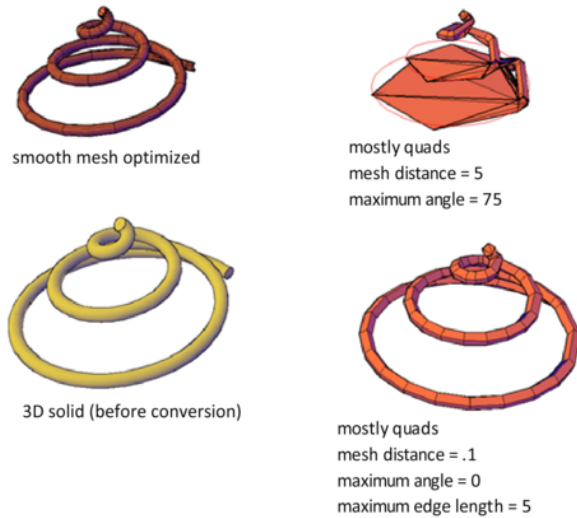 smooth mesh optimized
mostly quads
mesh distance = 5
maximum angle = 75
3D solid (before conversion)
mostly quads
mesh distance = .1
maximum angle = 0
maximum edge length = 5